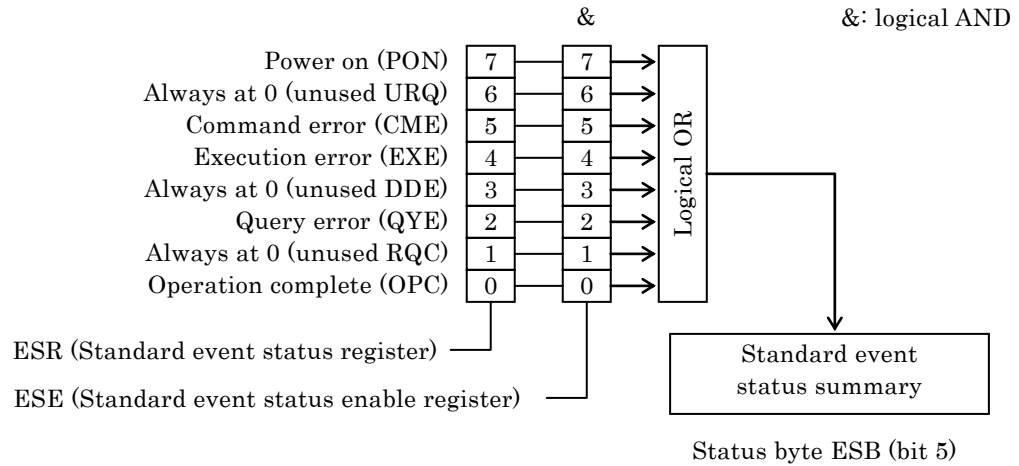 & &: logical AND
Power on (PON) 7 7
Always at 0 (unused URQ) 6 6
Command error (CME) 5 5
Execution error (EXE) 4 4
Always at 0 (unused DDE) 3 3
Query error (QYE) 2 2
Always at 0 (unused RQC) 1 1
Operation complete (OPC) 0 0
Logical OR
ESR (Standard event status register)
ESE (Standard event status enable register)
Standard event
status summary
Status byte ESB (bit 5)